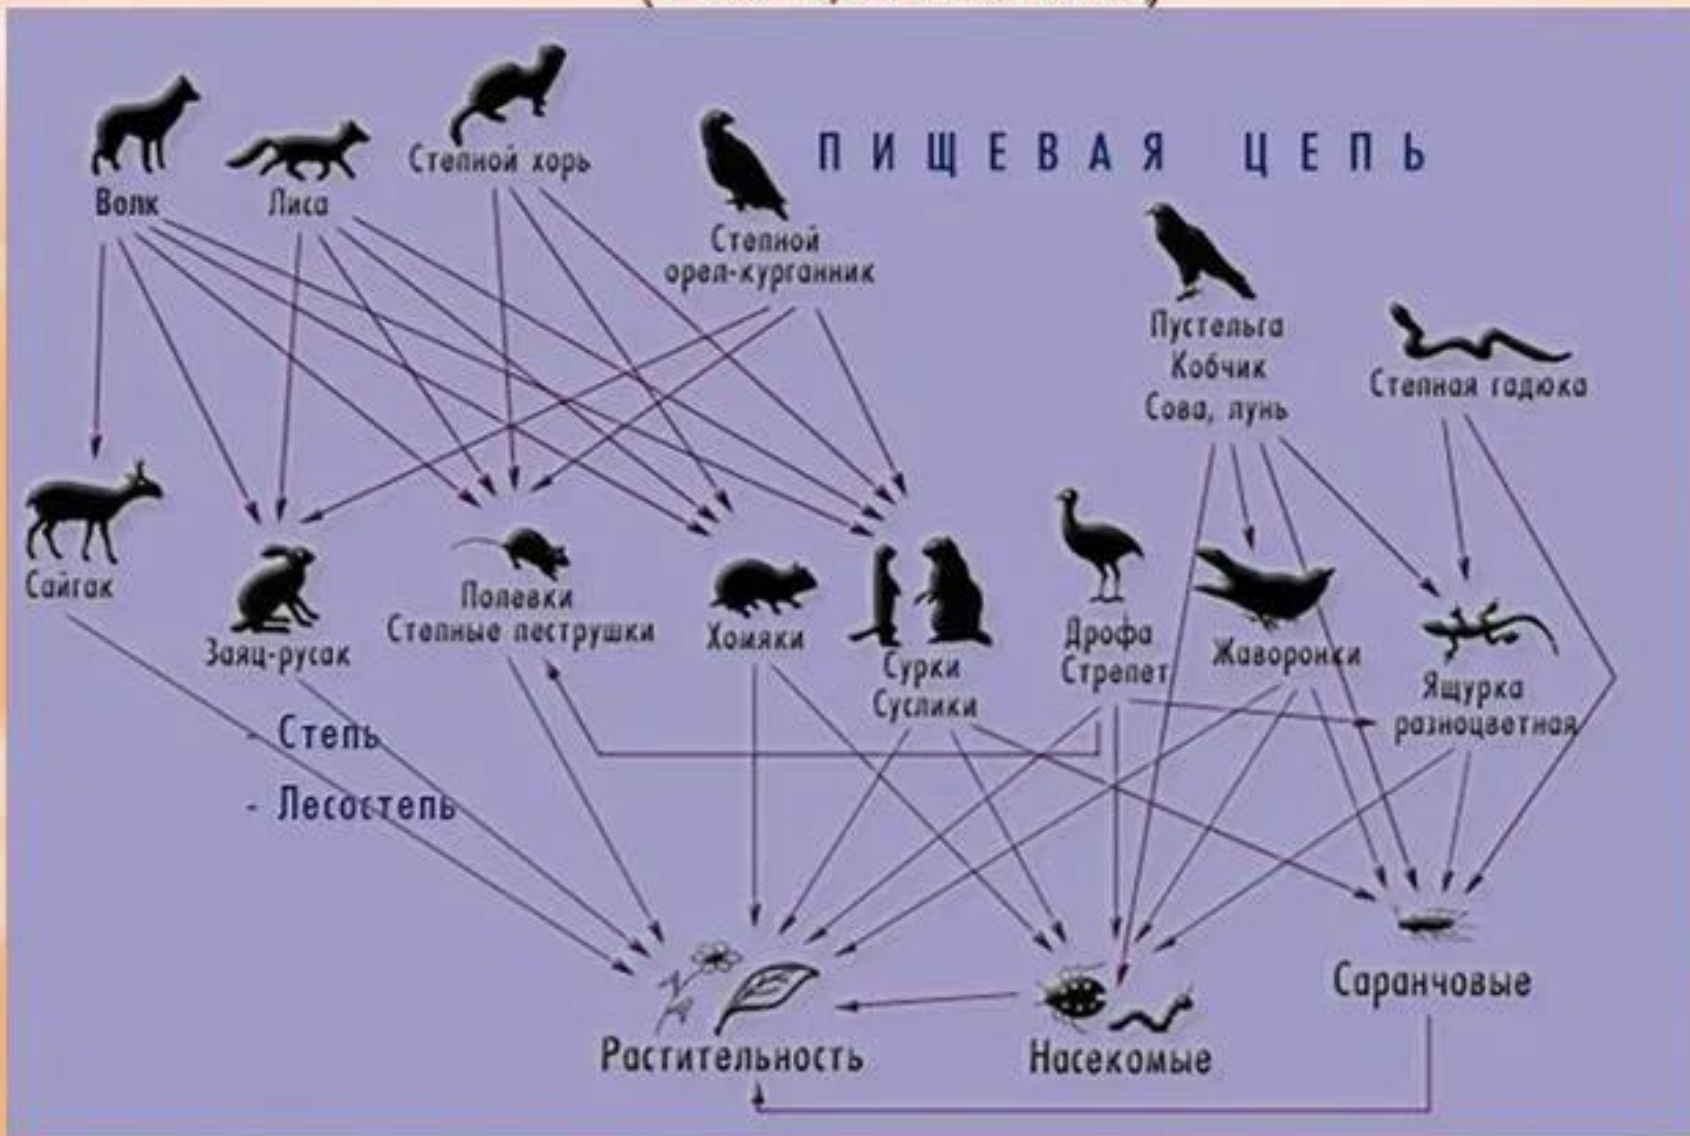 ПИЩЕВАЯ ЦЕПЬ
Волк
Лиса
Степной хорь
Степной
орел-курганник
Пустельга
Кобчик
Сова, лунь
Степная гадюка
Сайгак
Заяц-русак
Полевки
Степные пеструшки
Хомяки
Сурки
Суслики
Дрофа
Стрепет
Жаворонки
Ящурка
разноцветная
- Степь
- Лесостепь
Растительность
Насекомые
Саранчовые